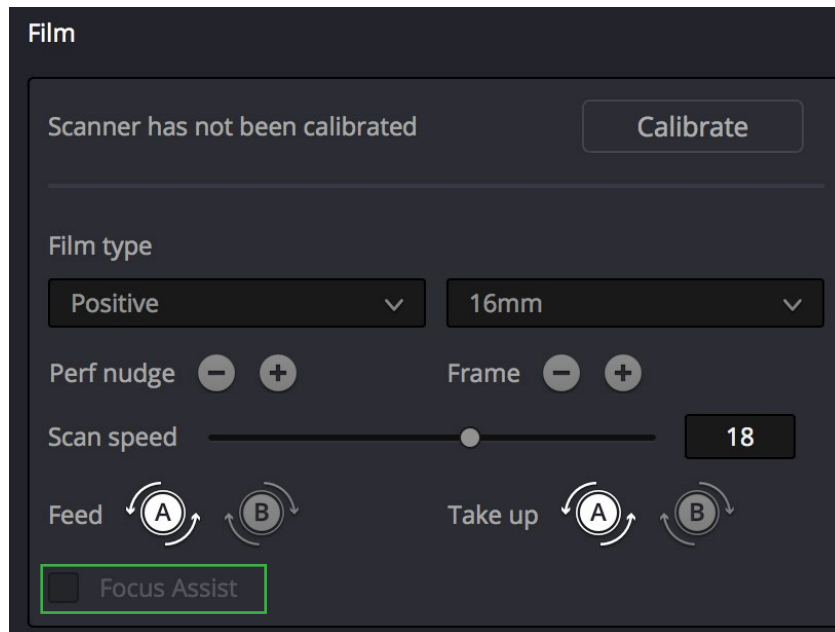 Film
Scanner has not been calibrated Calibrate
Film type
Positive 16mm
Perf nudge Frame
Scan speed 18
Feed A B Take up A B
Focus Assist